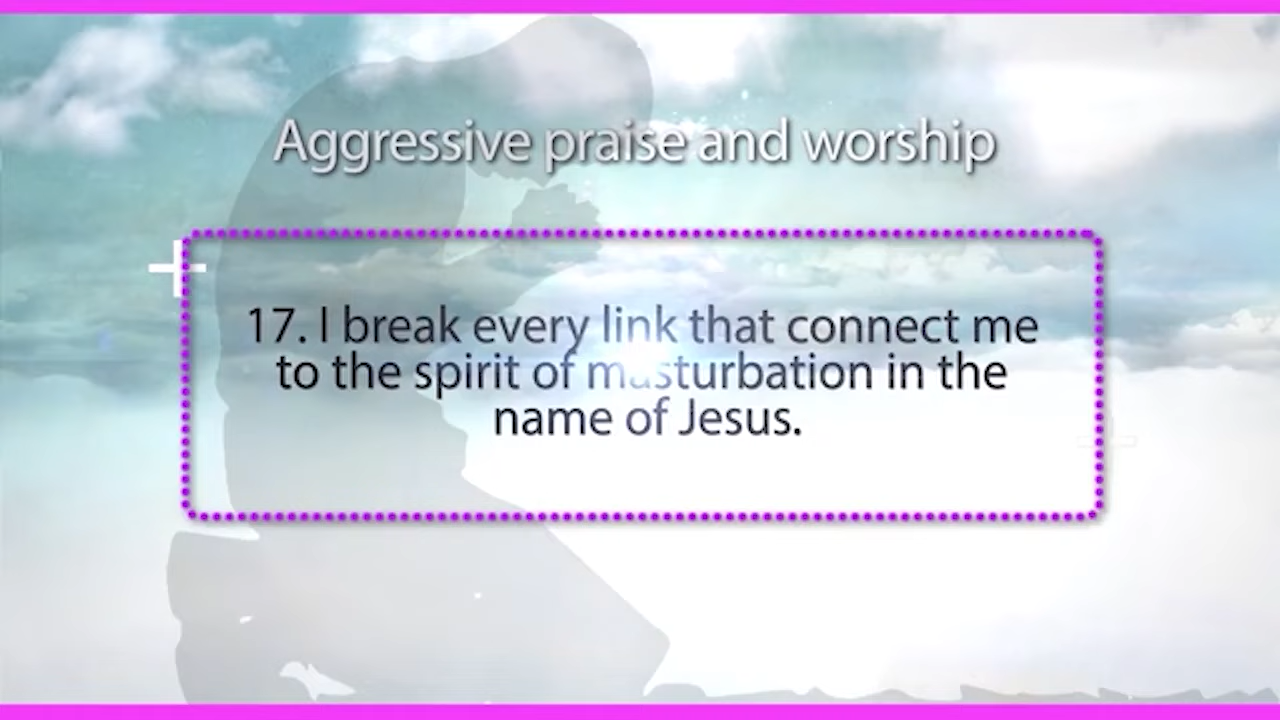 Aggressive praise and worship
17. I break every link that connect me
to the spirit of masturbation in the
name of Jesus.